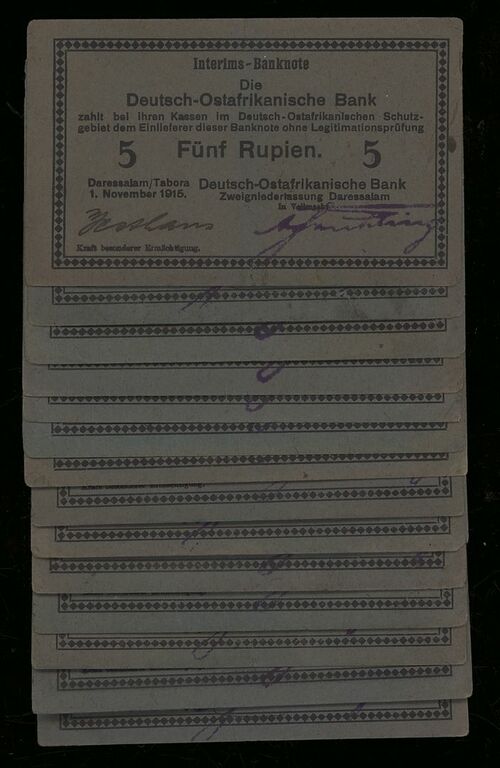 Interims-Banknote
Die
Deutsch-Ostafrikanische Bank
zahlt bei ihren Kassen im Deutsch-Ostafrikanischen Schutz-
gebiet dem Einlieferer dieser Banknote ohne Legitimationsprüfung
5 Fünf Rupien. 5
Daressalam/Tabora Deutsch-Ostafrikanische Bank
1. November 1915. Zweigniederlassung Daressalam
In Vollmacht
Kraft besonderer Ermächtigung.